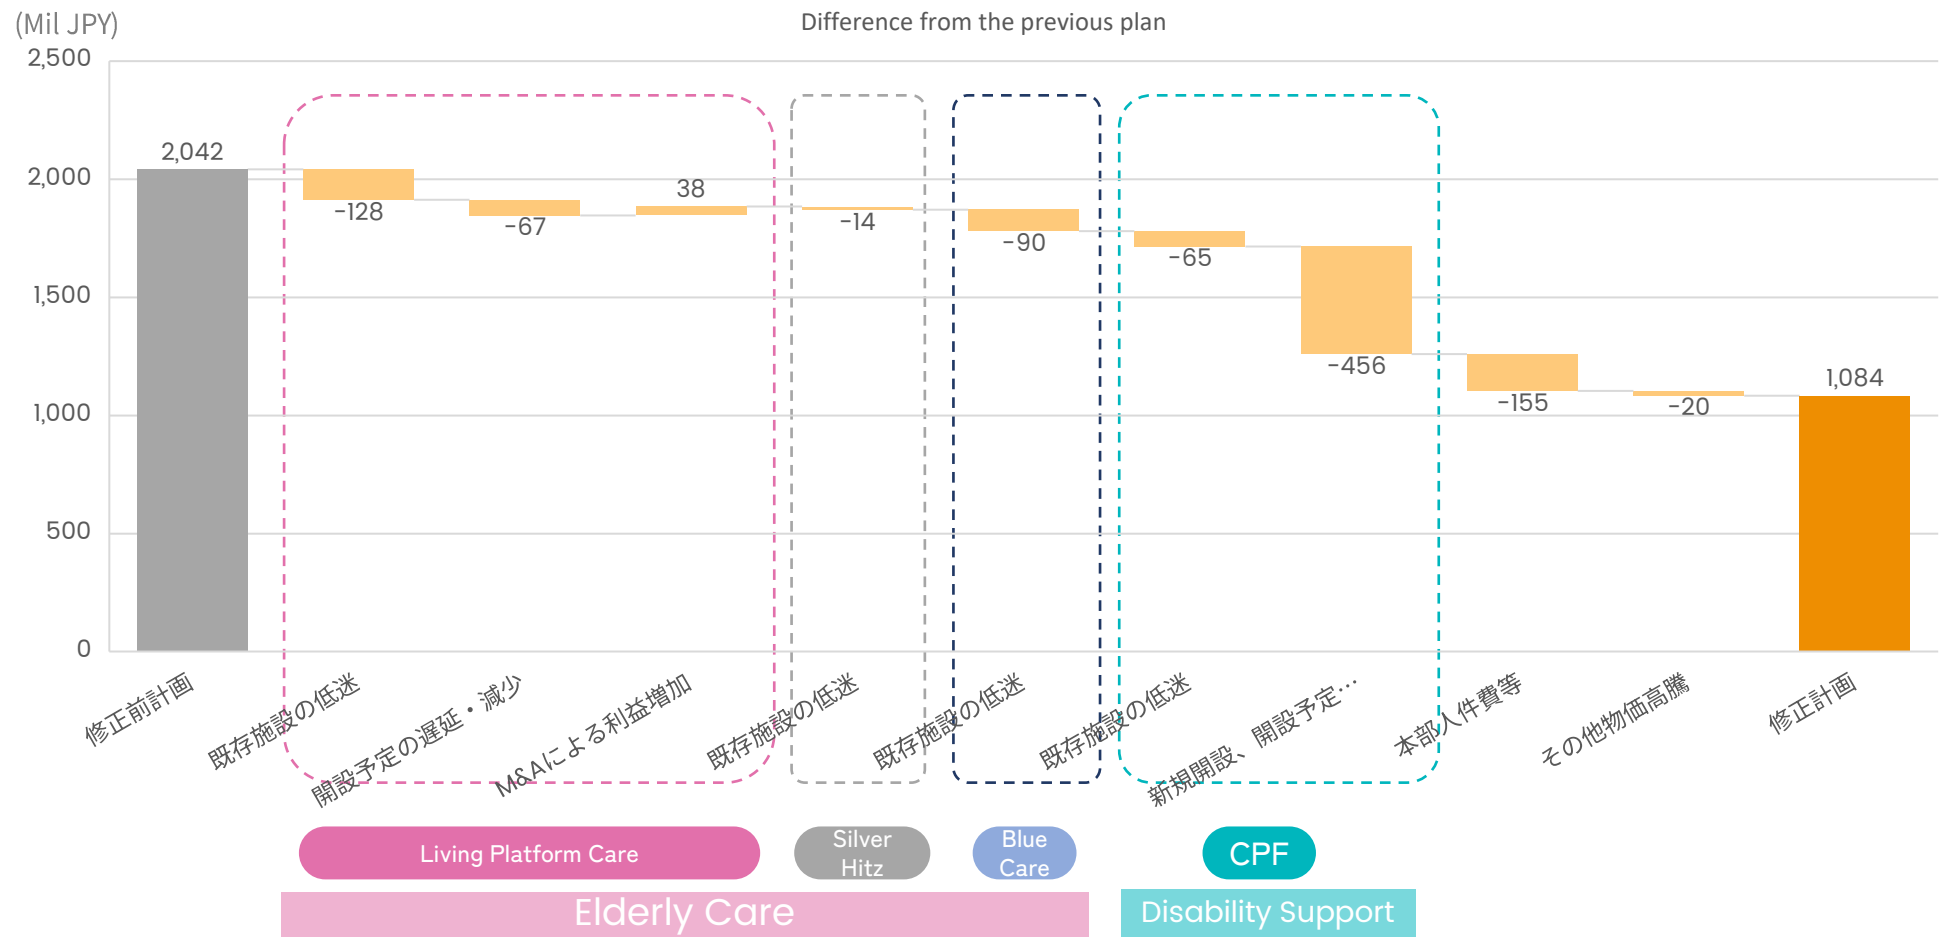 (Mil JPY)
Difference from the previous plan
2,500
2,000
1,500
1,000
500
0
2,042
-128
-67
38
-14
-90
-65
-456
-155
-20
1,084
修正前計画
既存施設の低迷
開設予定の遅延・減少
M&Aによる利益増加
既存施設の低迷
既存施設の低迷
既存施設の低迷
新規開設、開設予定…
本部人件費等
その他物価高騰
修正計画
Living Platform Care
Silver
Hitz
Blue
Care
CPF
Elderly Care
Disability Support